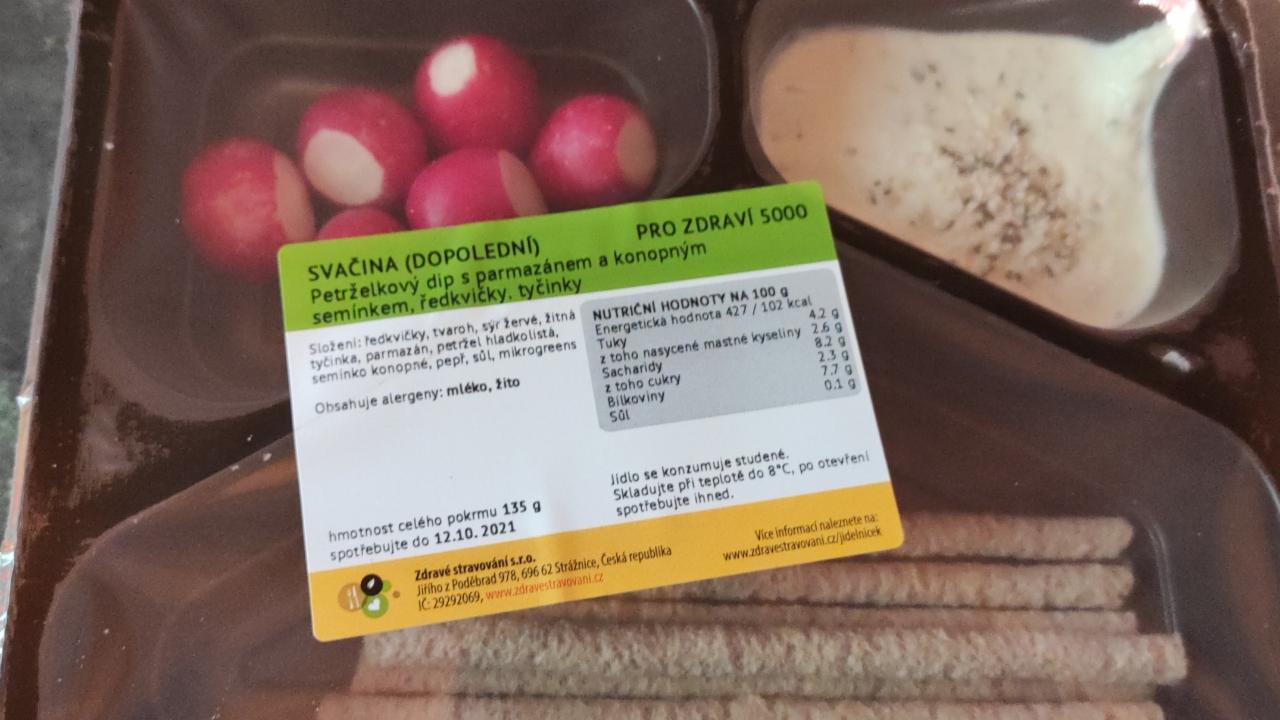 SVAČINA (DOPOLEDNÍ)
PRO ZDRAVÍ 5000
Petrželkový dip s parmazánem a konopným
semínkem, ředkvičky, tyčinky
Složení: ředkvičky, tvaroh, sýr žervé, žitná
tyčinka, parmazán, petržel hladkolistá,
semínko konopné, pepř, sůl, mikrogreens
Obsahuje alergeny: mléko, žito
NUTRIČNÍ HODNOTY NA 100 g
Energetická hodnota 427 / 102 kcal
Tuky 4.2 g
z toho nasycené mastné kyseliny 2.6 g
Sacharidy 8.2 g
z toho cukry 2.3 g
Bílkoviny 7.7 g
Sůl 0.1 g
hmotnost celého pokrmu 135 g
spotřebujte do 12.10. 2021
Jídlo se konzumuje studené.
Skladujte při teplotě do 8°C, po otevření
spotřebujte ihned.
Zdravé stravování s.r.o.
Jiřího z Poděbrad 978, 696 62 Strážnice, Česká republika
IČ: 29292069, www.zdravestravovani.cz
Více informací naleznete na:
www.zdravestravovani.cz/jidelnicek